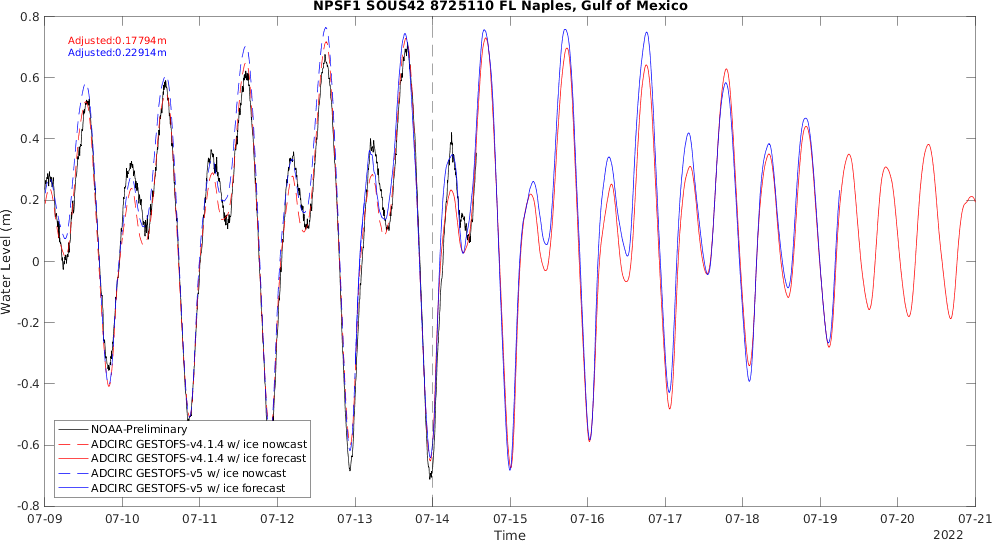 NPSF1 SOUS42 8725110 FL Naples, Gulf of Mexico
0.8
Adjusted:0.17794m
Adjusted:0.22914m
0.6
0.4
0.2
0
-0.2
-0.4
-0.6
-0.8
Water Level (m)
NOAA-Preliminary
ADCIRC GESTOFS-v4.1.4 w/ ice nowcast
ADCIRC GESTOFS-v4.1.4 w/ ice forecast
ADCIRC GESTOFS-v5 w/ ice nowcast
ADCIRC GESTOFS-v5 w/ ice forecast
07-09 07-10 07-11 07-12 07-13 07-14 07-15 07-16 07-17 07-18 07-19 07-20 07-21
Time
2022